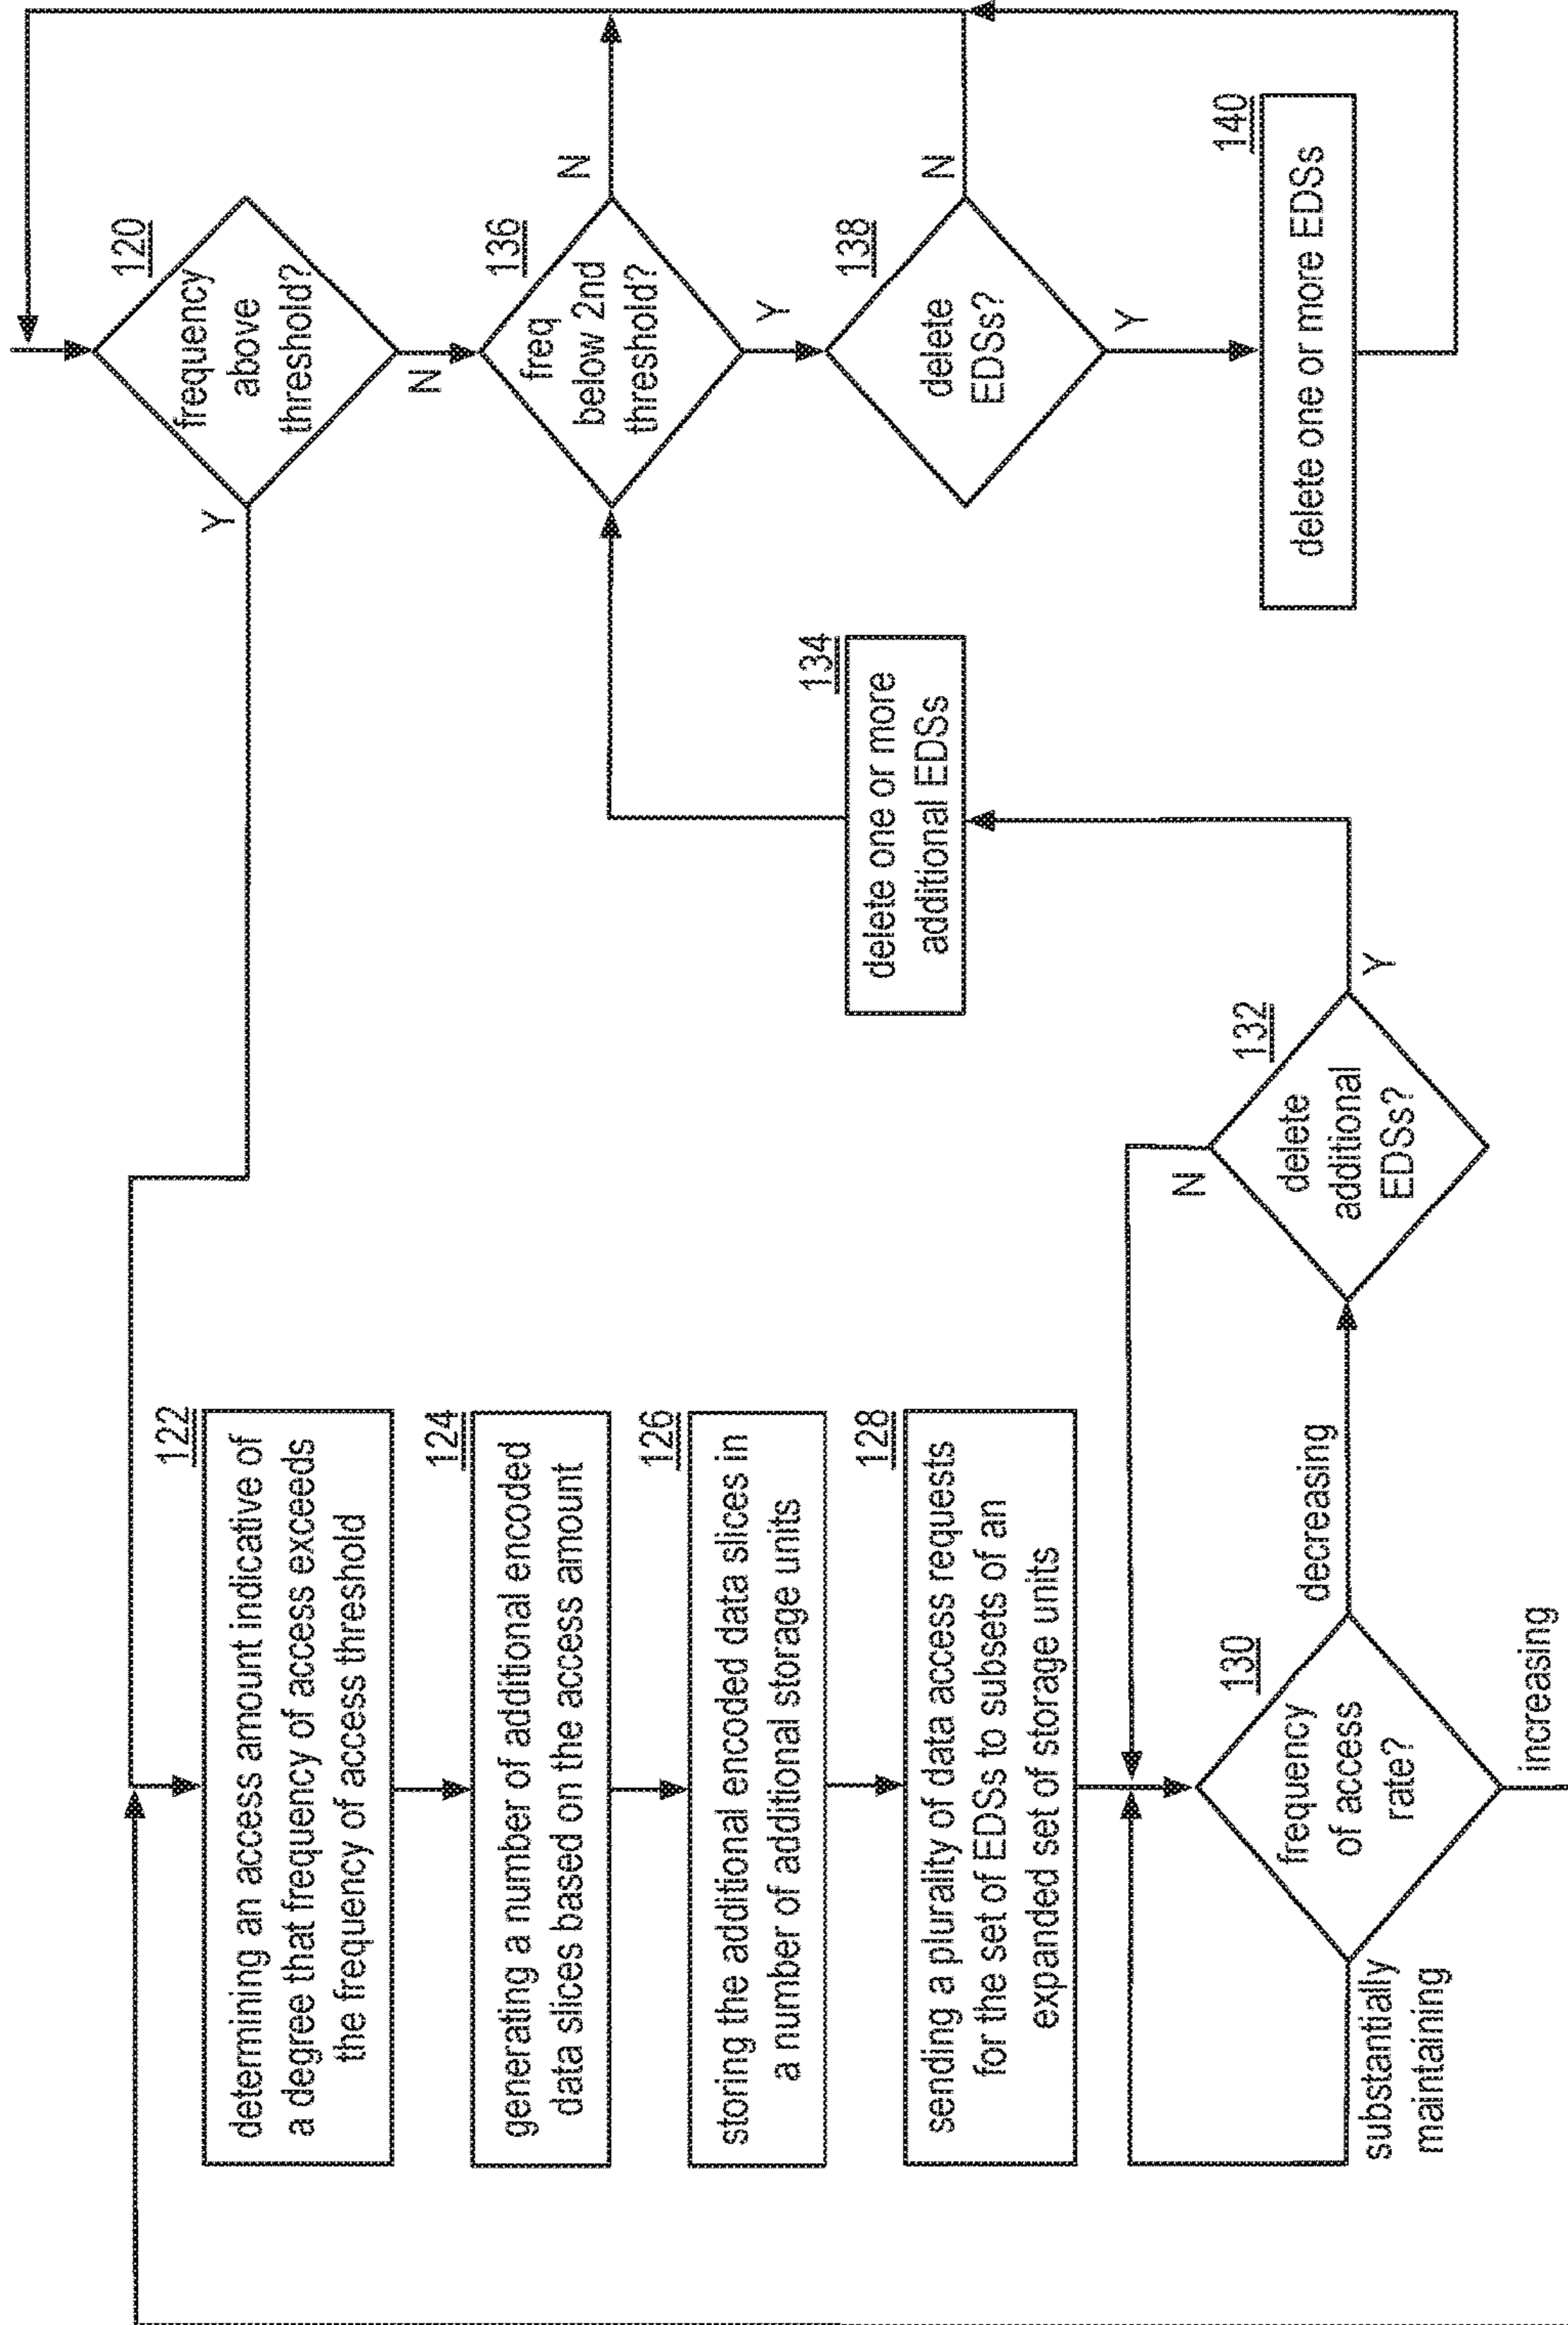 120
frequency
above
threshold?
Y
N
136
freq
below 2nd
threshold?
N
Y
138
delete
EDSs?
N
Y
140
delete one or more EDSs
122
determining an access amount indicative of
a degree that frequency of access exceeds
the frequency of access threshold
124
generating a number of additional encoded
data slices based on the access amount
126
storing the additional encoded data slices in
a number of additional storage units
128
sending a plurality of data access requests
for the set of EDSs to subsets of an
expanded set of storage units
130
frequency
of access
rate?
substantially
maintaining
increasing
decreasing
132
delete
additional
EDSs?
N
Y
134
delete one or more
additional EDSs